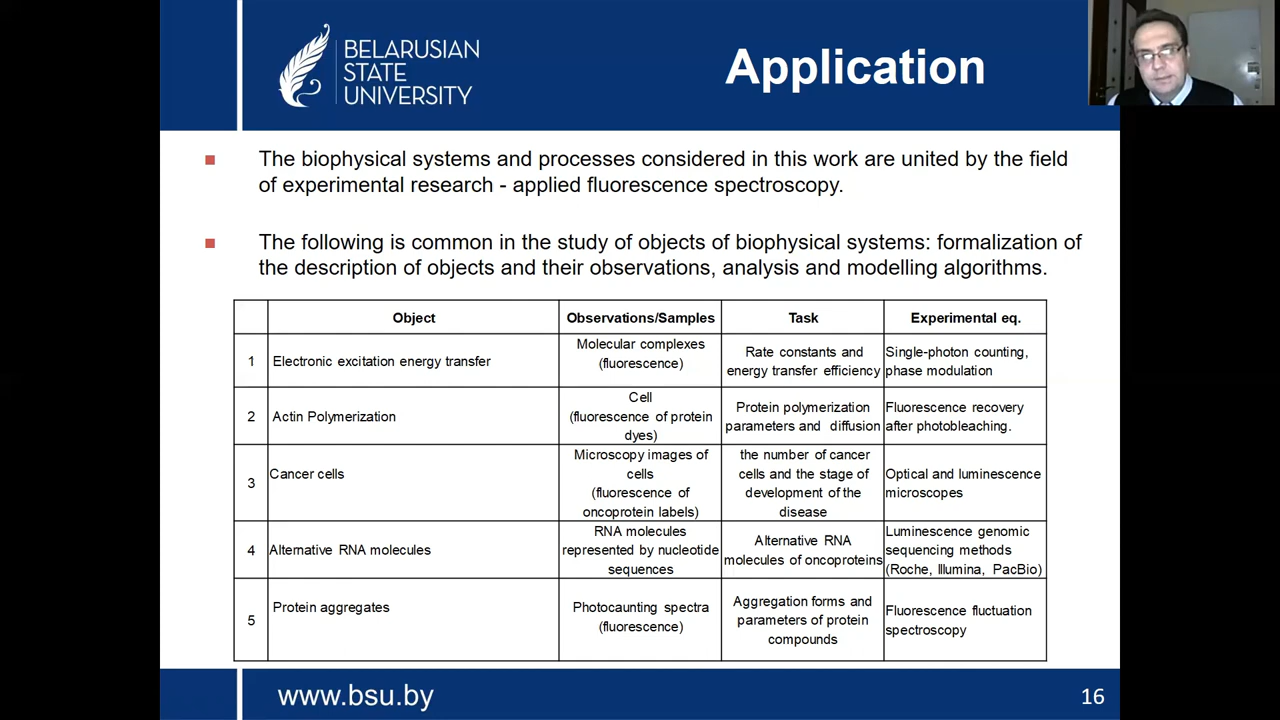 BELARUSIAN
STATE
UNIVERSITY
Application
The biophysical systems and processes considered in this work are united by the field
of experimental research - applied fluorescence spectroscopy.
The following is common in the study of objects of biophysical systems: formalization of
the description of objects and their observations, analysis and modelling algorithms.
Object
Observations/Samples
Task
Experimental eq.
1
Electronic excitation energy transfer
Molecular complexes
(fluorescence)
Rate constants and
energy transfer efficiency
Single-photon counting,
phase modulation
2
Actin Polymerization
Cell
(fluorescence of protein
dyes)
Protein polymerization
parameters and diffusion
Fluorescence recovery
after photobleaching.
3
Cancer cells
Microscopy images of
cells
(fluorescence of
oncoprotein labels)
the number of cancer
cells and the stage of
development of the
disease
Optical and luminescence
microscopes
4
Alternative RNA molecules
RNA molecules
represented by nucleotide
sequences
Alternative RNA
molecules of oncoproteins
Luminescence genomic
sequencing methods
(Roche, Illumina, PacBio)
5
Protein aggregates
Photocaunting spectra
(fluorescence)
Aggregation forms and
parameters of protein
compounds
Fluorescence fluctuation
spectroscopy
www.bsu.by
16